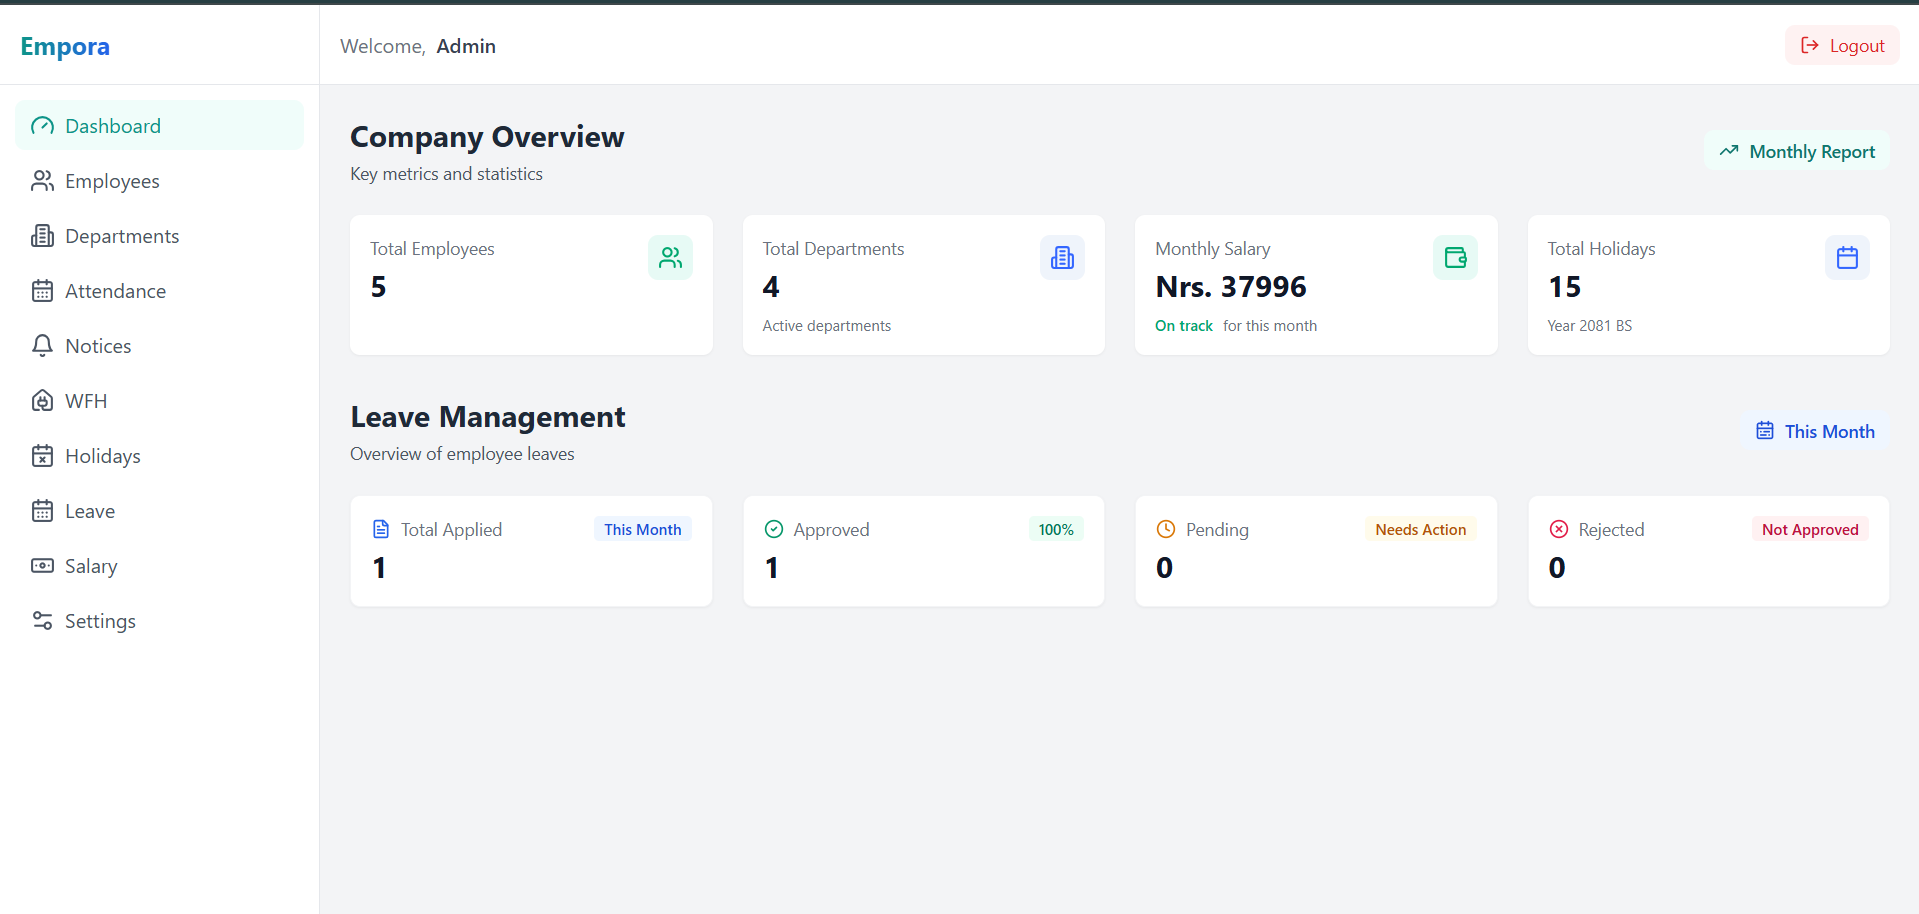 Empora
Welcome, Admin
Logout
Dashboard
Employees
Departments
Attendance
Notices
WFH
Holidays
Leave
Salary
Settings
Company Overview
Key metrics and statistics
Monthly Report
Total Employees
5
Total Departments
4
Active departments
Monthly Salary
Nrs. 37996
On track for this month
Total Holidays
15
Year 2081 BS
Leave Management
Overview of employee leaves
This Month
Total Applied
This Month
1
Approved
100%
1
Pending
Needs Action
0
Rejected
Not Approved
0